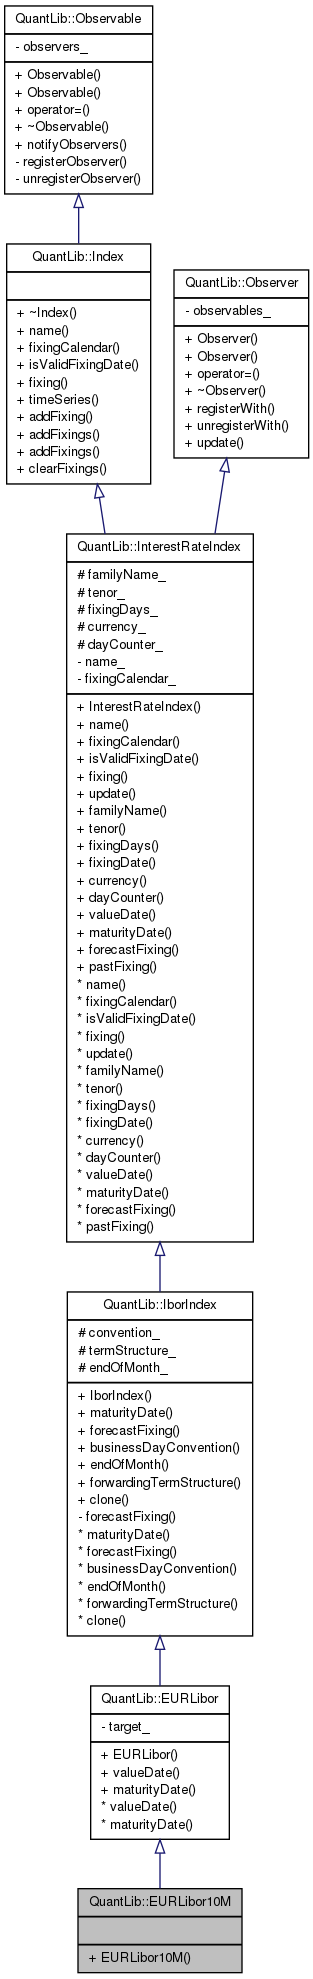 QuantLib::Observable
- observers_
+ Observable()
+ Observable()
+ operator=()
+ ~Observable()
+ notifyObservers()
- registerObserver()
- unregisterObserver()
QuantLib::Index
+ ~Index()
+ name()
+ fixingCalendar()
+ isValidFixingDate()
+ fixing()
+ timeSeries()
+ addFixing()
+ addFixings()
+ addFixings()
+ clearFixings()
QuantLib::Observer
- observables_
+ Observer()
+ Observer()
+ operator=()
+ ~Observer()
+ registerWith()
+ unregisterWith()
+ update()
QuantLib::InterestRateIndex
# familyName_
# tenor_
# fixingDays_
# currency_
# dayCounter_
- name_
- fixingCalendar_
+ InterestRateIndex()
+ name()
+ fixingCalendar()
+ isValidFixingDate()
+ fixing()
+ update()
+ familyName()
+ tenor()
+ fixingDays()
+ fixingDate()
+ currency()
+ dayCounter()
+ valueDate()
+ maturityDate()
+ forecastFixing()
+ pastFixing()
* name()
* fixingCalendar()
* isValidFixingDate()
* fixing()
* update()
* familyName()
* tenor()
* fixingDays()
* fixingDate()
* currency()
* dayCounter()
* valueDate()
* maturityDate()
* forecastFixing()
* pastFixing()
QuantLib::IborIndex
# convention_
# termStructure_
# endOfMonth_
+ IborIndex()
+ maturityDate()
+ forecastFixing()
+ businessDayConvention()
+ endOfMonth()
+ forwardingTermStructure()
+ clone()
- forecastFixing()
* maturityDate()
* forecastFixing()
* businessDayConvention()
* endOfMonth()
* forwardingTermStructure()
* clone()
QuantLib::EURLibor
- target_
+ EURLibor()
+ valueDate()
+ maturityDate()
* valueDate()
* maturityDate()
QuantLib::EURLibor10M
+ EURLibor10M()